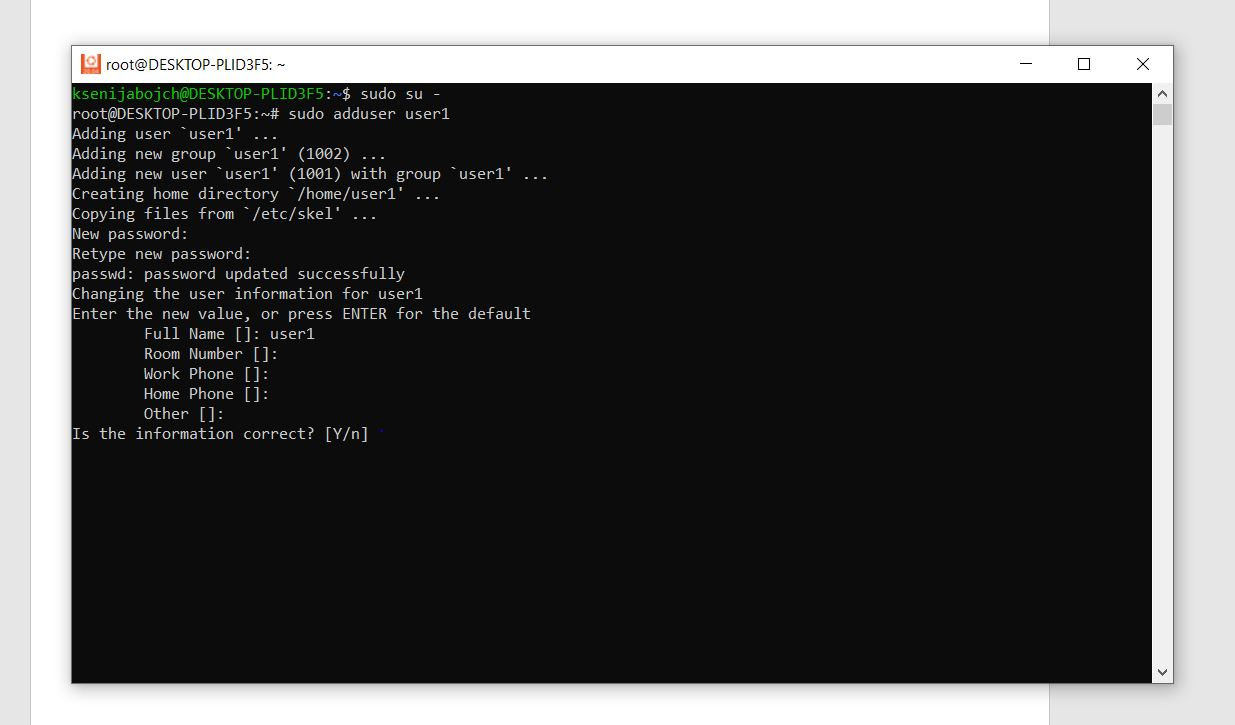 root@DESKTOP-PLID3F5: ~
ksenijabojch@DESKTOP-PLID3F5:~$ sudo su -
root@DESKTOP-PLID3F5:~# sudo adduser user1
Adding user `user1' ...
Adding new group `user1' (1002) ...
Adding new user `user1' (1001) with group `user1' ...
Creating home directory `/home/user1' ...
Copying files from `/etc/skel' ...
New password:
Retype new password:
passwd: password updated successfully
Changing the user information for user1
Enter the new value, or press ENTER for the default
Full Name []: user1
Room Number []:
Work Phone []:
Home Phone []:
Other []:
Is the information correct? [Y/n]